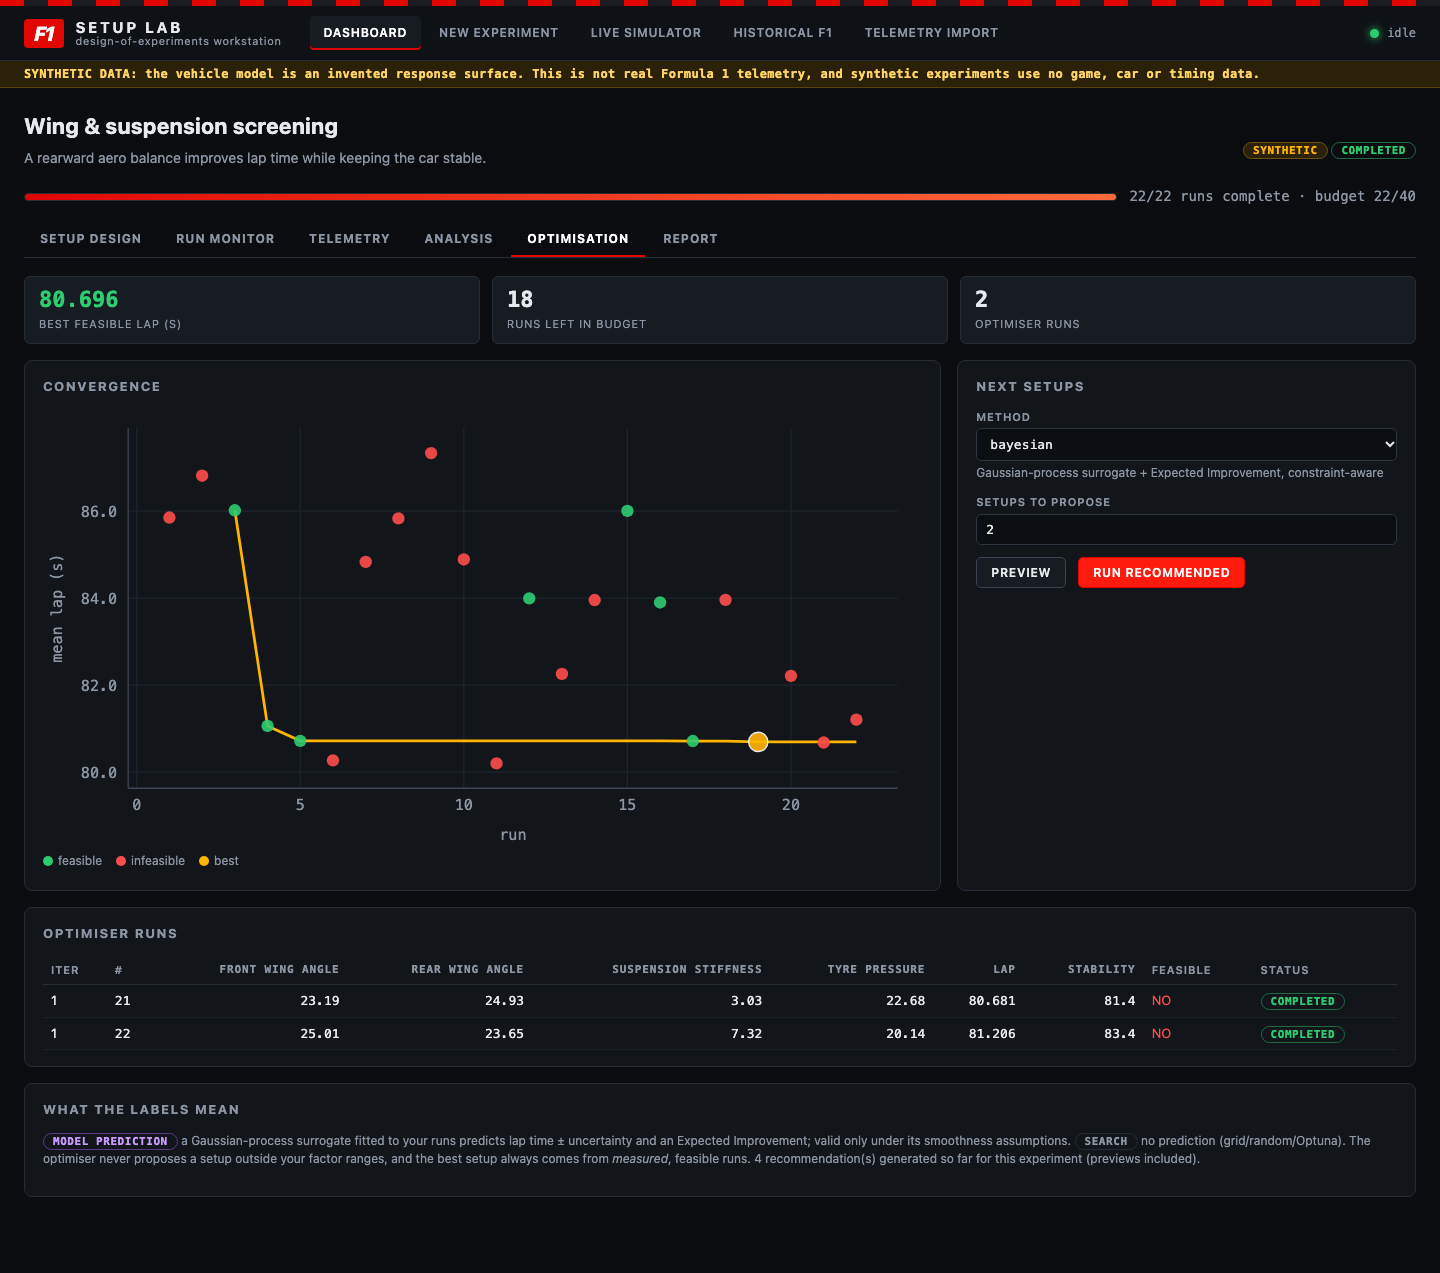 F1
SETUP LAB
design-of-experiments workstation
DASHBOARD
NEW EXPERIMENT
LIVE SIMULATOR
HISTORICAL F1
TELEMETRY IMPORT
idle
SYNTHETIC DATA: the vehicle model is an invented response surface. This is not real Formula 1 telemetry, and synthetic experiments use no game, car or timing data.
Wing & suspension screening
A rearward aero balance improves lap time while keeping the car stable.
SYNTHETIC
COMPLETED
22/22 runs complete · budget 22/40
SETUP DESIGN
RUN MONITOR
TELEMETRY
ANALYSIS
OPTIMISATION
REPORT
80.696
BEST FEASIBLE LAP (S)
18
RUNS LEFT IN BUDGET
2
OPTIMISER RUNS
CONVERGENCE
mean lap (s)
86.0
84.0
82.0
80.0
0 5 10 15 20
run
feasible infeasible best
NEXT SETUPS
METHOD
bayesian
Gaussian-process surrogate + Expected Improvement, constraint-aware
SETUPS TO PROPOSE
2
PREVIEW
RUN RECOMMENDED
OPTIMISER RUNS
ITER # FRONT WING ANGLE REAR WING ANGLE SUSPENSION STIFFNESS TYRE PRESSURE LAP STABILITY FEASIBLE STATUS
1 21 23.19 24.93 3.03 22.68 80.681 81.4 NO COMPLETED
1 22 25.01 23.65 7.32 20.14 81.206 83.4 NO COMPLETED
WHAT THE LABELS MEAN
MODEL PREDICTION a Gaussian-process surrogate fitted to your runs predicts lap time ± uncertainty and an Expected Improvement; valid only under its smoothness assumptions. SEARCH no prediction (grid/random/Optuna). The
optimiser never proposes a setup outside your factor ranges, and the best setup always comes from measured, feasible runs. 4 recommendation(s) generated so far for this experiment (previews included).